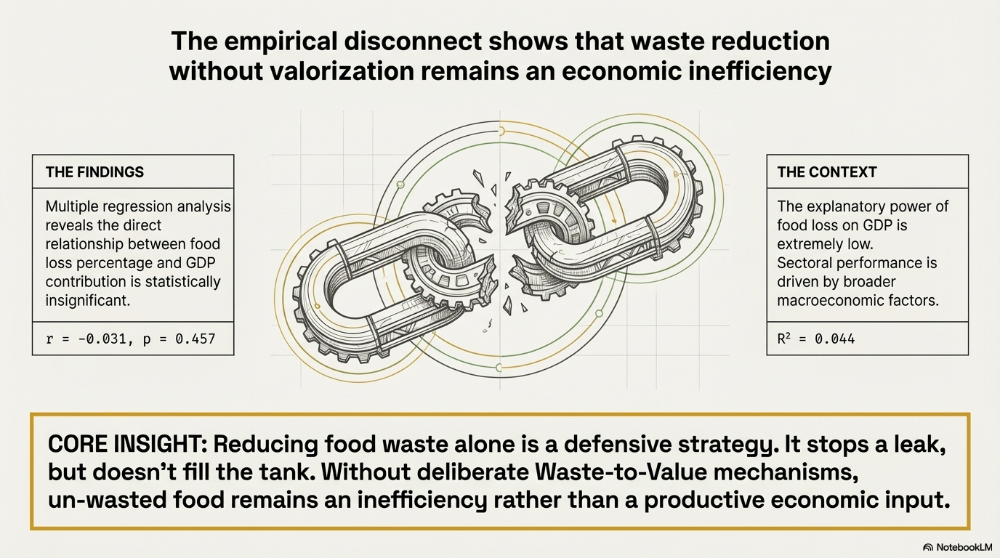 The empirical disconnect shows that waste reduction
without valorization remains an economic inefficiency
THE FINDINGS
Multiple regression analysis
reveals the direct
relationship between food
loss percentage and GDP
contribution is statistically
insignificant.
r = -0.031, p = 0.457
THE CONTEXT
The explanatory power of
food loss on GDP is
extremely low.
Sectoral performance is
driven by broader
macroeconomic factors.
R² = 0.044
CORE INSIGHT: Reducing food waste alone is a defensive strategy. It stops a leak,
but doesn't fill the tank. Without deliberate Waste-to-Value mechanisms,
un-wasted food remains an inefficiency rather than a productive economic input.
NotebookLM